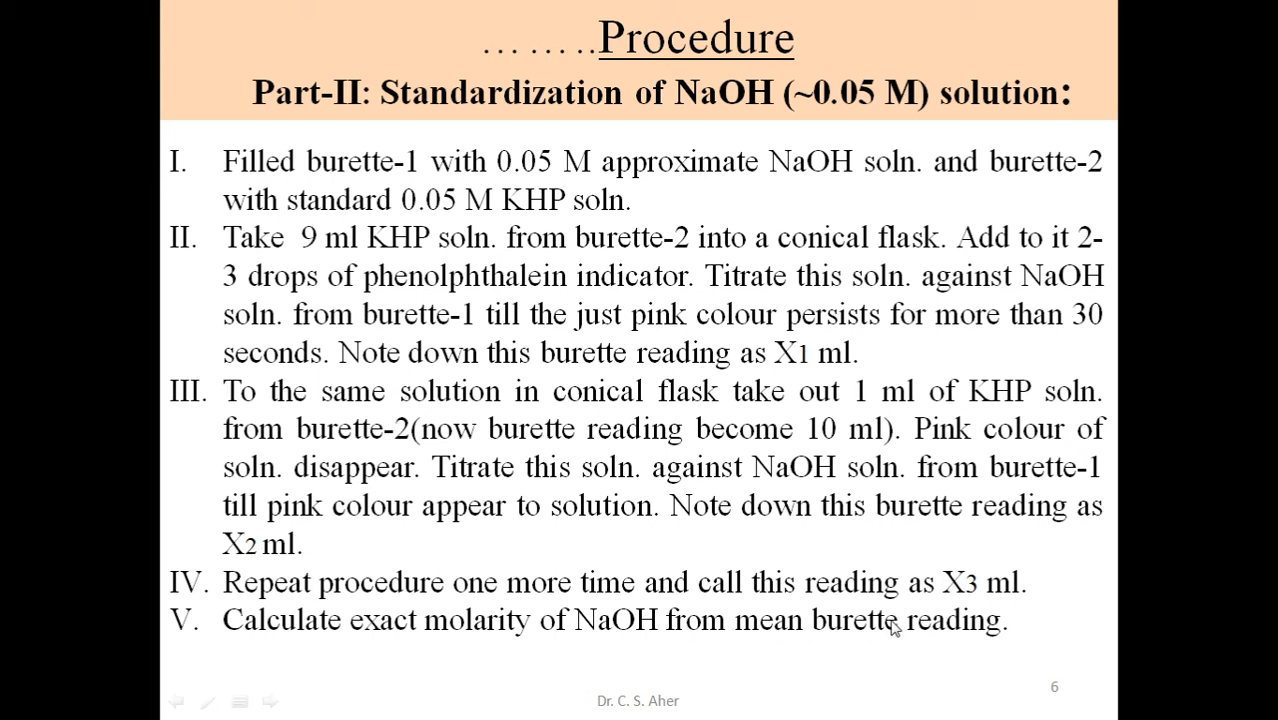 … … ..Procedure
Part-II: Standardization of NaOH (~0.05 M) solution:
I. Filled burette-1 with 0.05 M approximate NaOH soln. and burette-2
with standard 0.05 M KHP soln.
II. Take 9 ml KHP soln. from burette-2 into a conical flask. Add to it 2-
3 drops of phenolphthalein indicator. Titrate this soln. against NaOH
soln. from burette-1 till the just pink colour persists for more than 30
seconds. Note down this burette reading as X1 ml.
III. To the same solution in conical flask take out 1 ml of KHP soln.
from burette-2(now burette reading become 10 ml). Pink colour of
soln. disappear. Titrate this soln. against NaOH soln. from burette-1
till pink colour appear to solution. Note down this burette reading as
X2 ml.
IV. Repeat procedure one more time and call this reading as X3 ml.
V. Calculate exact molarity of NaOH from mean burette reading.
6
Dr. C. S. Aher